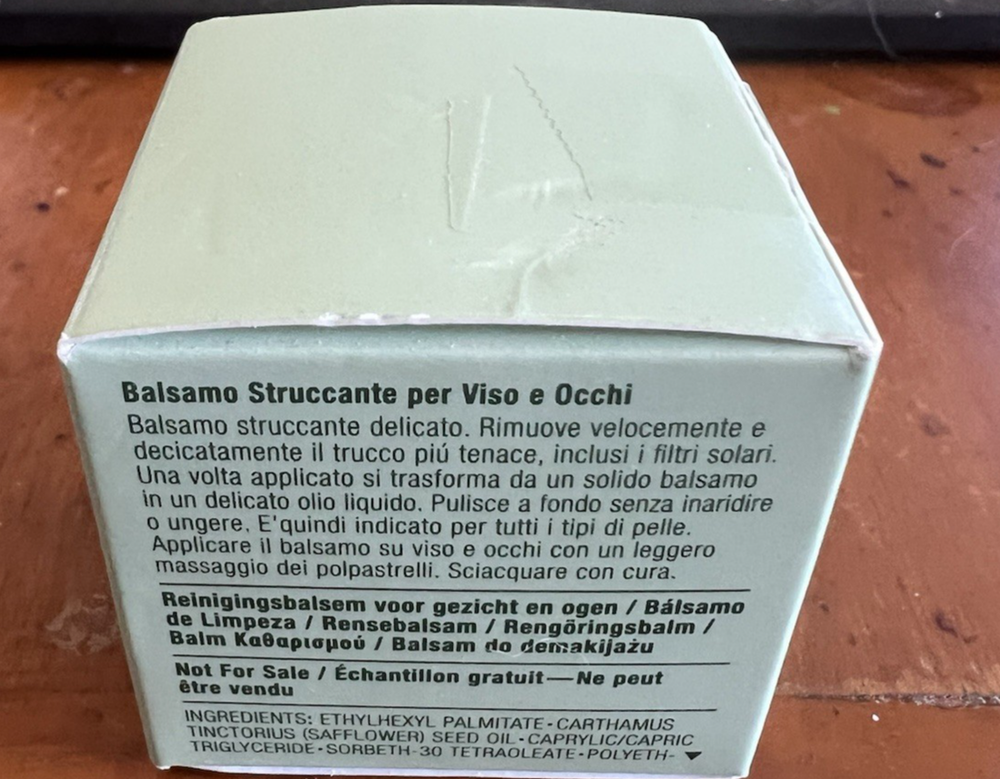 Balsamo Struccante per Viso e Occhi
Balsamo struccante delicato. Rimuove velocemente e
decicatamente il trucco piú tenace, inclusi i filtri solari.
Una volta applicato si trasforma da un solido balsamo
in un delicato olio liquido. Pulisce a fondo senza inaridire
o ungere. E'quindi indicato per tutti i tipi di pelle.
Applicare il balsamo su viso e occhi con un leggero
massaggio dei polpastrelli. Sciacquare con cura.
Reinigingsbalsem voor gezicht en ogen / Bálsamo
de Limpeza / Rensebalsam / Rengöringsbalm /
Balm Καθαρισμού / Balsam do demakijażu
Not For Sale / Échantillon gratuit—Ne peut
être vendu
INGREDIENTS: ETHYLHEXYL PALMITATE • CARTHAMUS
TINCTORIUS (SAFFLOWER) SEED OIL • CAPRYLIC/CAPRIC
TRIGLYCERIDE • SORBETH-30 TETRAOLEATE • POLYETH- ▼